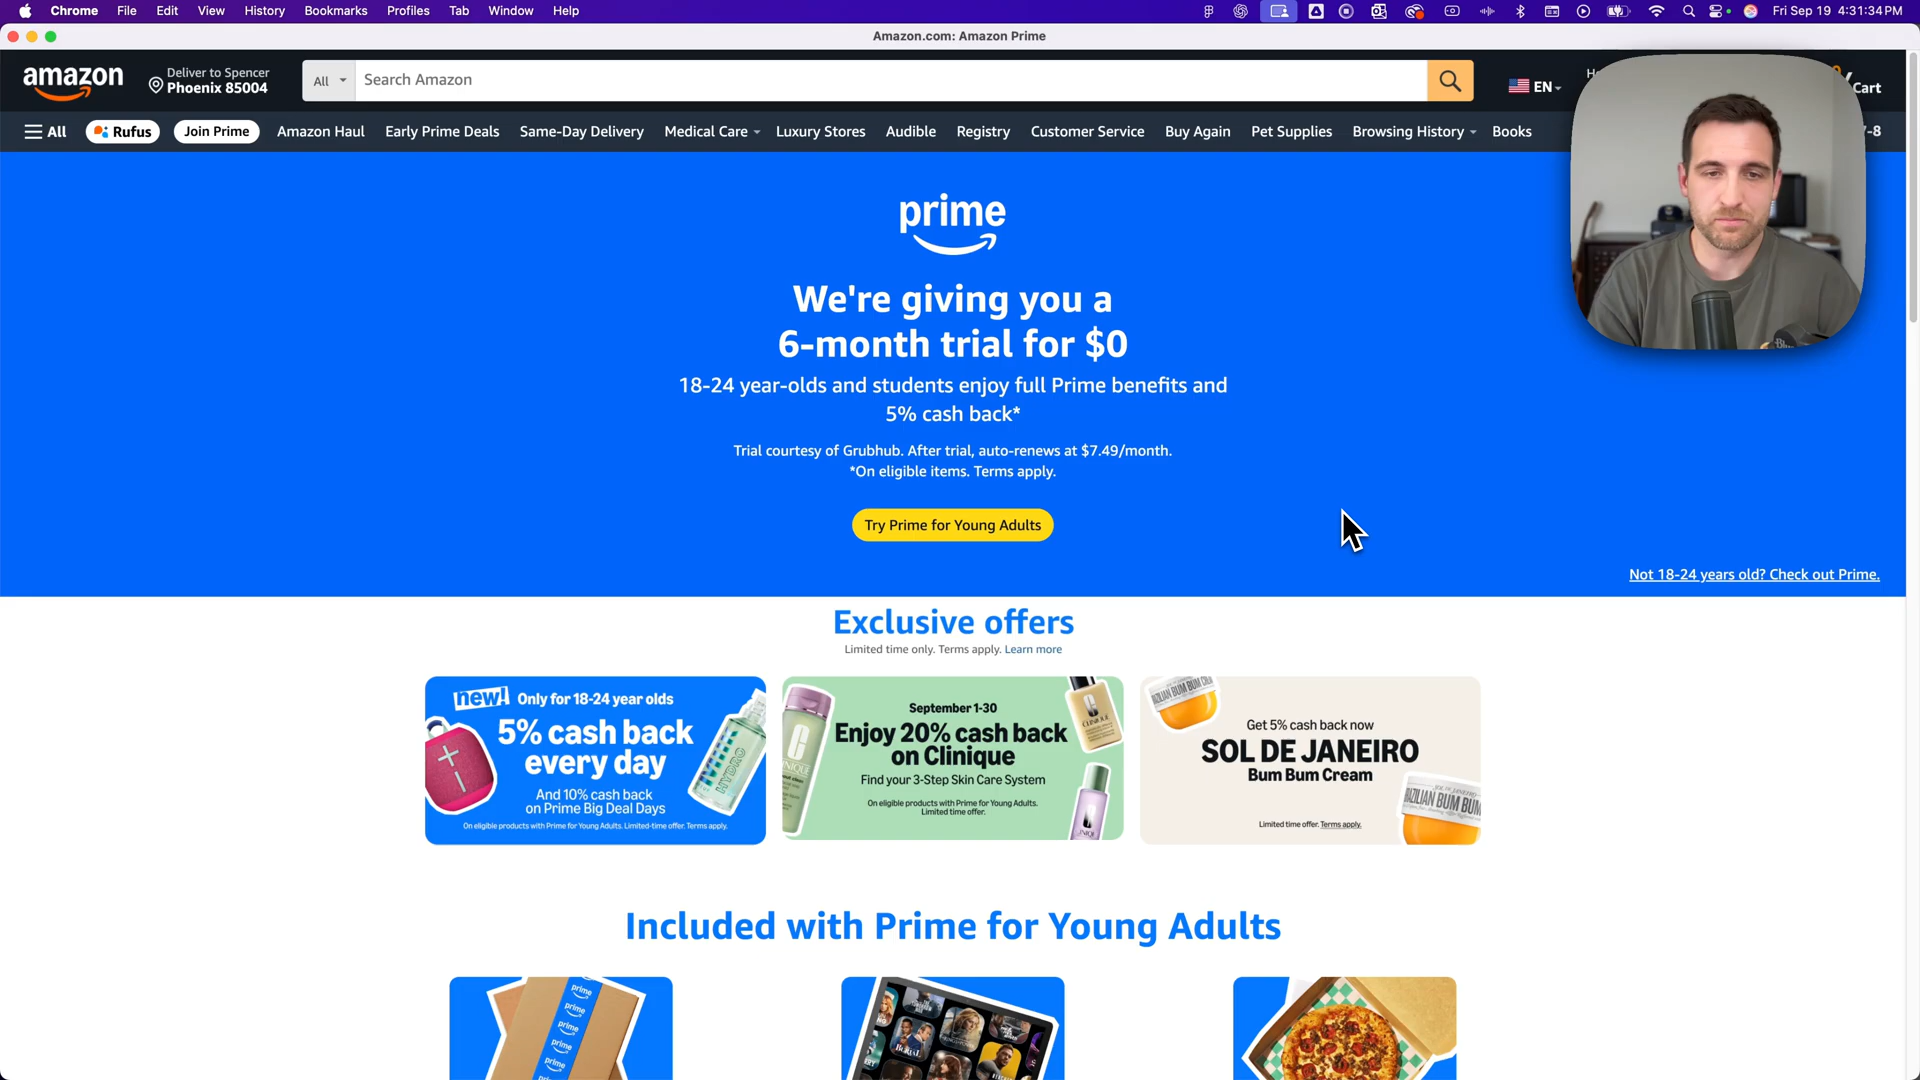 Chrome File Edit View History Bookmarks Profiles Tab Window Help
Fri Sep 19 4:31:34 PM
Amazon.com: Amazon Prime
amazon
Deliver to Spencer
Phoenix 85004
All
Search Amazon
EN
Cart
All
Rufus
Join Prime
Amazon Haul
Early Prime Deals
Same-Day Delivery
Medical Care
Luxury Stores
Audible
Registry
Customer Service
Buy Again
Pet Supplies
Browsing History
Books
-8
prime
We're giving you a
6-month trial for $0
18-24 year-olds and students enjoy full Prime benefits and
5% cash back*
Trial courtesy of Grubhub. After trial, auto-renews at $7.49/month.
*On eligible items. Terms apply.
Try Prime for Young Adults
Not 18-24 years old? Check out Prime.
Exclusive offers
Limited time only. Terms apply. Learn more
new! Only for 18-24 year olds
5% cash back
every day
And 10% cash back
on Prime Big Deal Days
On eligible products with Prime for Young Adults. Limited-time offer. Terms apply.
HYDRO
September 1-30
Enjoy 20% cash back
on Clinique
Find your 3-Step Skin Care System
On eligible products with Prime for Young Adults.
Limited time offer.
CLINIQUE
Get 5% cash back now
SOL DE JANEIRO
Bum Bum Cream
Limited time offer. Terms apply.
BRAZILIAN BUM BUM
Included with Prime for Young Adults
prime
prime
prime
prime
prime